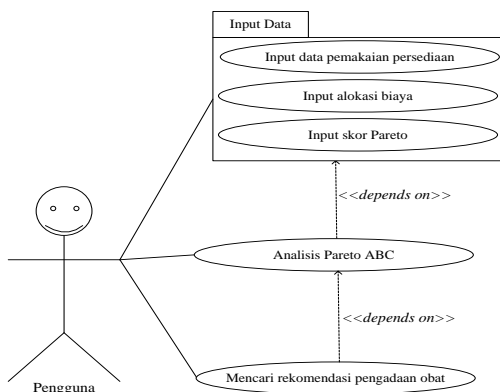 Input Data
Input data pemakaian persediaan
Input alokasi biaya
Input skor Pareto
<<depends on>>
Analisis Pareto ABC
<<depends on>>
Mencari rekomendasi pengadaan obat
Pengguna